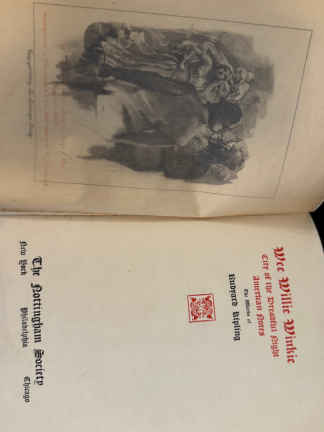 Wee Willie Winkie
City of the Dreadful Night
American Notes
The Works of
Rudyard Kipling
The Nottingham Society
New York Philadelphia Chicago